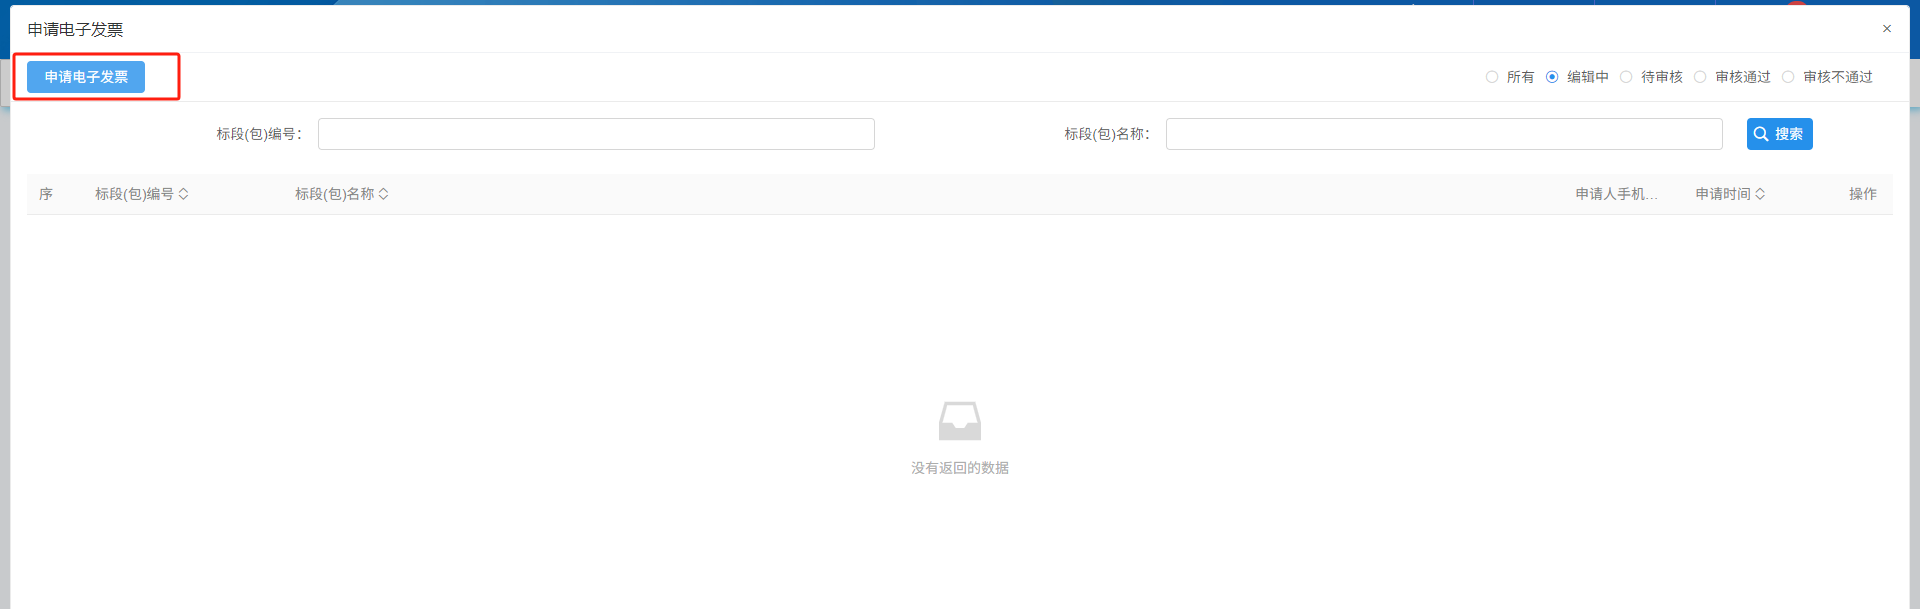 申请电子发票
×
申请电子发票
所有 编辑中 待审核 审核通过 审核不通过
标段(包)编号： 标段(包)名称： 搜索
序 标段(包)编号 标段(包)名称 申请人手机... 申请时间 操作
没有返回的数据